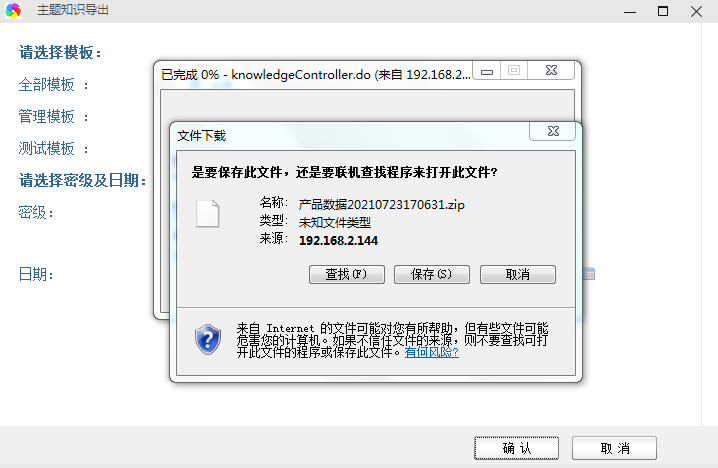 主题知识导出
请选择模板：
全部模板 ：
管理模板 ：
测试模板 ：
请选择密级及日期：
密级：
日期：
已完成 0% - knowledgeController.do (来自 192.168.2...
文件下载
是要保存此文件，还是要联机查找程序来打开此文件?
名称： 产品数据20210723170631.zip
类型： 未知文件类型
来源： 192.168.2.144
查找(F) 保存(S) 取消
来自 Internet 的文件可能对您有所帮助，但有些文件可能
危害您的计算机。如果不信任文件的来源，则不要查找可打
开此文件的程序或保存此文件。有何风险?
确 认 取 消